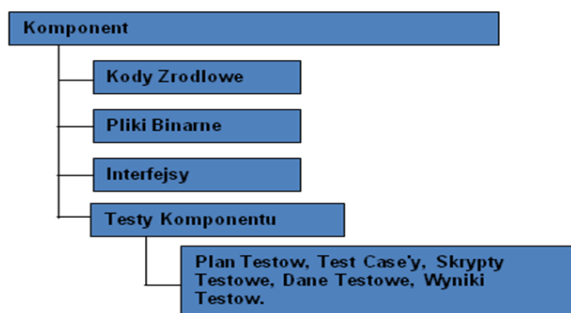 Komponent
Kody Zrodlowe
Pliki Binarne
Interfejsy
Testy Komponentu
Plan Testow, Test Case'y, Skrypty
Testowe, Dane Testowe, Wyniki
Testow.